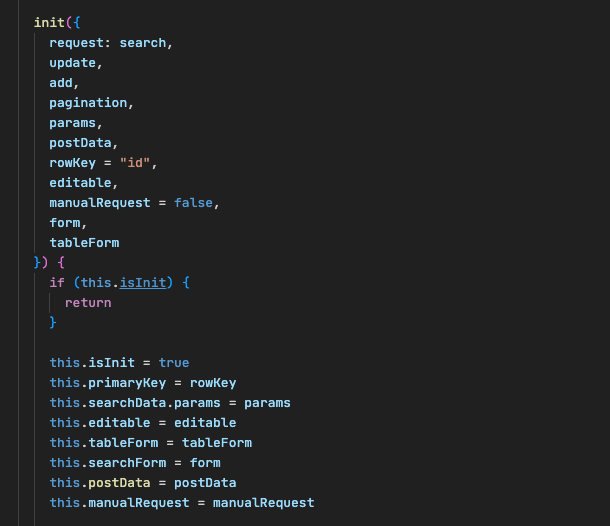 init({
request: search,
update,
add,
pagination,
params,
postData,
rowKey = "id",
editable,
manualRequest = false,
form,
tableForm
}) {
if (this.isInit) {
return
}
this.isInit = true
this.primaryKey = rowKey
this.searchData.params = params
this.editable = editable
this.tableForm = tableForm
this.searchForm = form
this.postData = postData
this.manualRequest = manualRequest